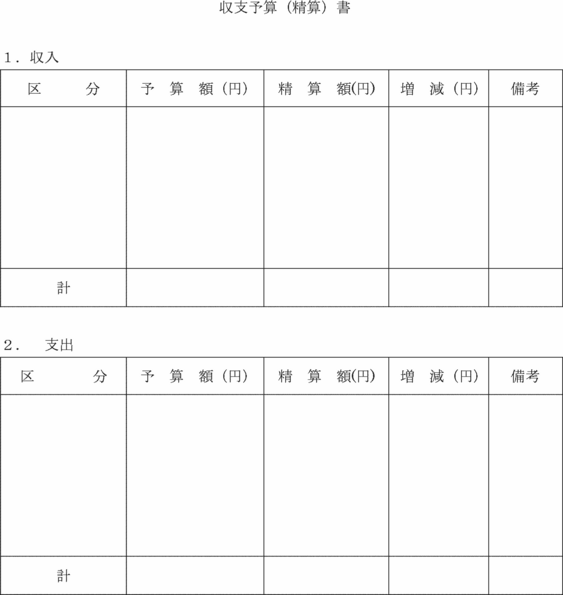 収支予算（精算）書
１．収入
区　　　分　予　算　額（円）　精　算　額(円)　増　減（円）　備考
計
２．　支出
区　　　　分　予　算　額（円）　精　算　額(円)　増　減（円）　備考
計